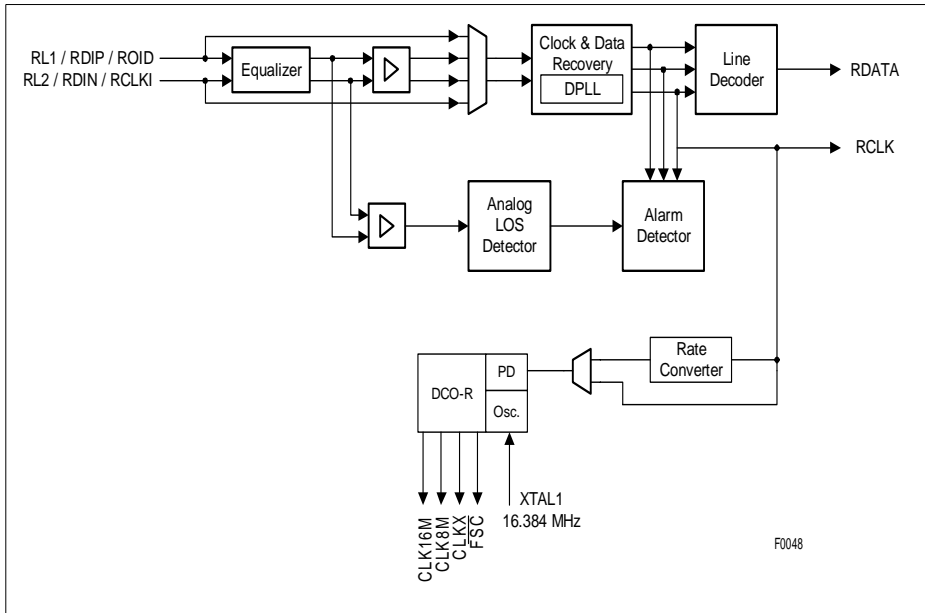 RL1 / RDIP / ROID
RL2 / RDIN / RCLKI
Equalizer
Clock & Data
Recovery
DPLL
Line
Decoder
RDATA
RCLK
Analog
LOS
Detector
Alarm
Detector
Rate
Converter
DCO-R
PD
Osc.
XTAL1
16.384 MHz
CLK16M
CLK8M
CLKX
FSC
F0048